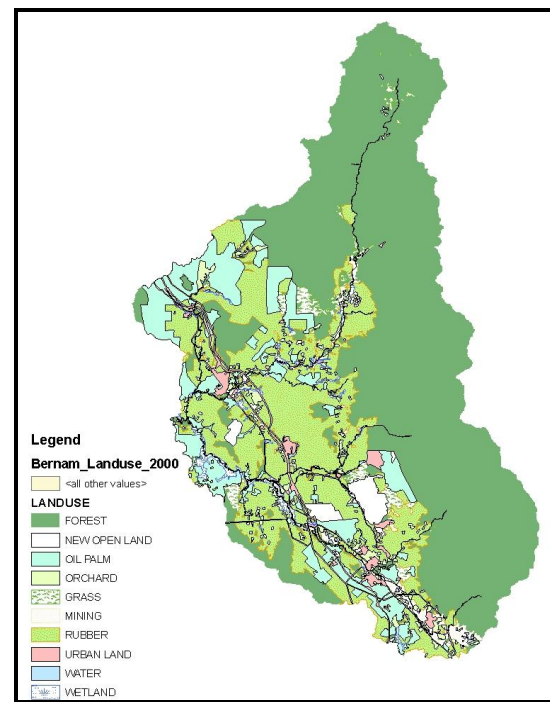 Legend
Bernam_Landuse_2000
<all other values>
LANDUSE
FOREST
NEW OPEN LAND
OIL PALM
ORCHARD
GRASS
MINING
RUBBER
URBAN LAND
WATER
WETLAND